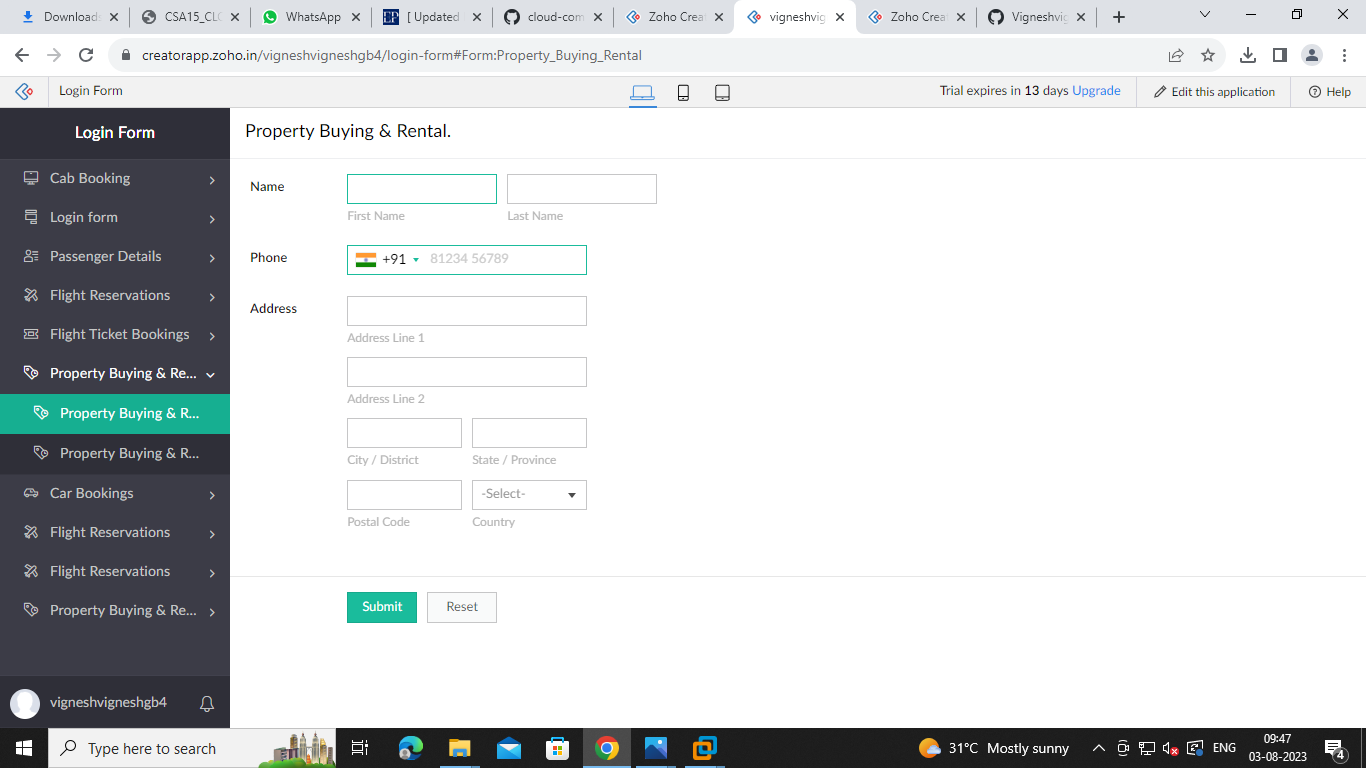 Downloads
CSA15_CLO
WhatsApp
[ Updated
cloud-com
Zoho Crea
vigneshvig
Zoho Crea
Vigneshvig
creatorapp.zoho.in/vigneshvigneshgb4/login-form#Form:Property_Buying_Rental
Login Form
Trial expires in 13 days Upgrade
Edit this application
Help
Login Form
Property Buying & Rental.
Cab Booking
Login form
Passenger Details
Flight Reservations
Flight Ticket Bookings
Property Buying & Re...
Property Buying & R...
Property Buying & R...
Car Bookings
Flight Reservations
Flight Reservations
Property Buying & Re...
vigneshvigneshgb4
Name
First Name
Last Name
Phone
+91
81234 56789
Address
Address Line 1
Address Line 2
City / District
State / Province
-Select-
Postal Code
Country
Submit
Reset
Type here to search
31°C Mostly sunny
ENG
09:47
03-08-2023
4